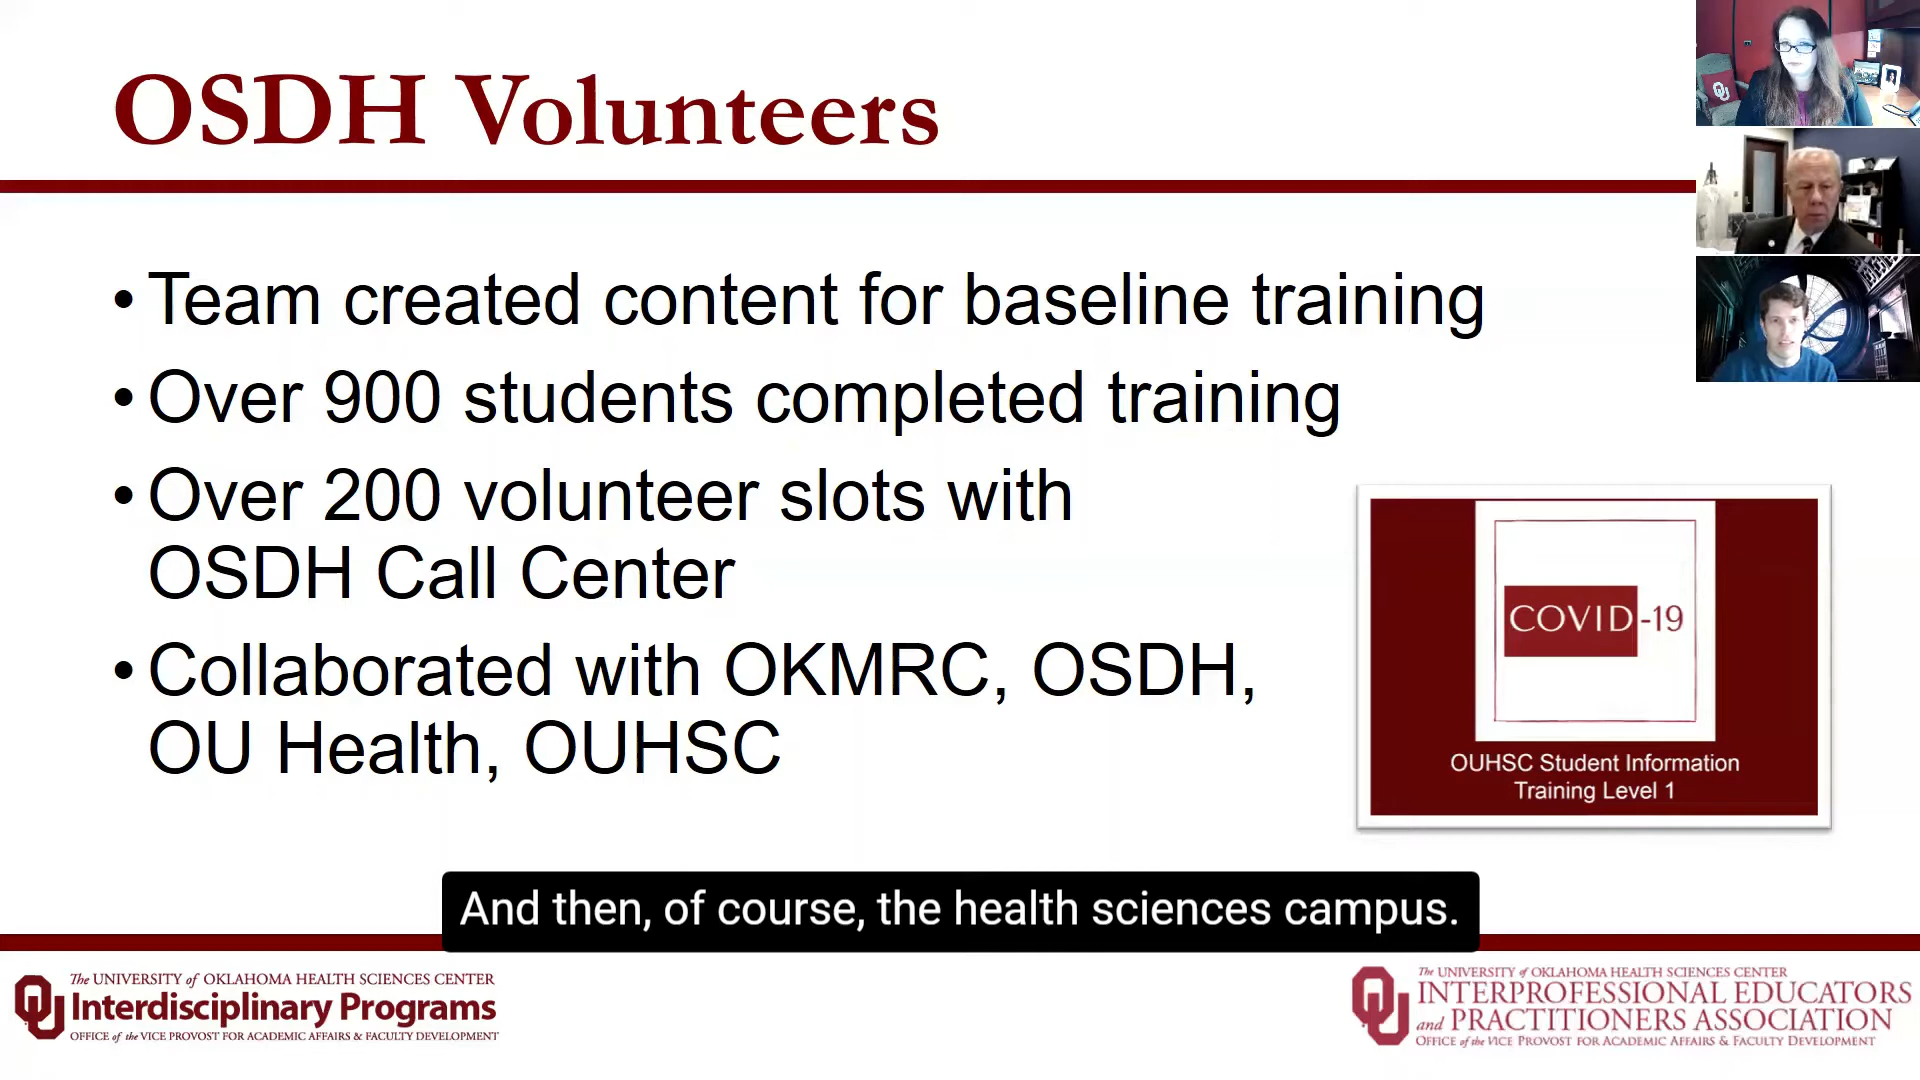 OSDH Volunteers
• Team created content for baseline training
• Over 900 students completed training
• Over 200 volunteer slots with
OSDH Call Center
• Collaborated with OKMRC, OSDH,
OU Health, OUHSC
COVID-19
OUHSC Student Information
Training Level 1
And then, of course, the health sciences campus.
The UNIVERSITY of OKLAHOMA HEALTH SCIENCES CENTER
Interdisciplinary Programs
OFFICE of the VICE PROVOST FOR ACADEMIC AFFAIRS & FACULTY DEVELOPMENT
The UNIVERSITY of OKLAHOMA HEALTH SCIENCES CENTER
INTERPROFESSIONAL EDUCATORS
and PRACTITIONERS ASSOCIATION
OFFICE of the VICE PROVOST FOR ACADEMIC AFFAIRS & FACULTY DEVELOPMENT